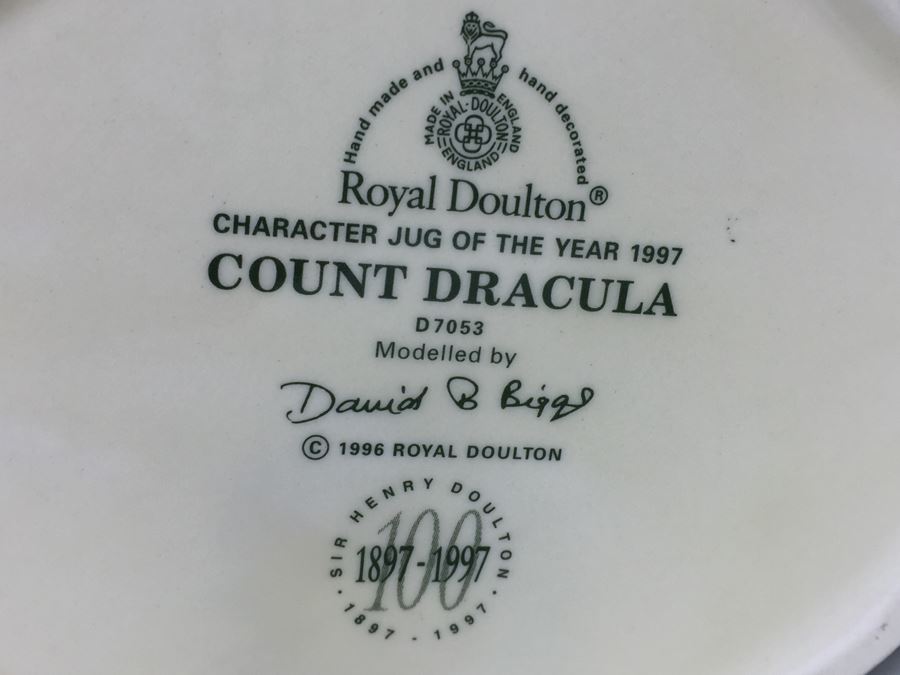 Hand made and hand decorated
MADE IN ENGLAND
ROYAL·DOULTON
ENGLAND
Royal Doulton®
CHARACTER JUG OF THE YEAR 1997
COUNT DRACULA
D7053
Modelled by
David B Biggs
© 1996 ROYAL DOULTON
SIR HENRY DOULTON
100
1897-1997
·1897-1997·